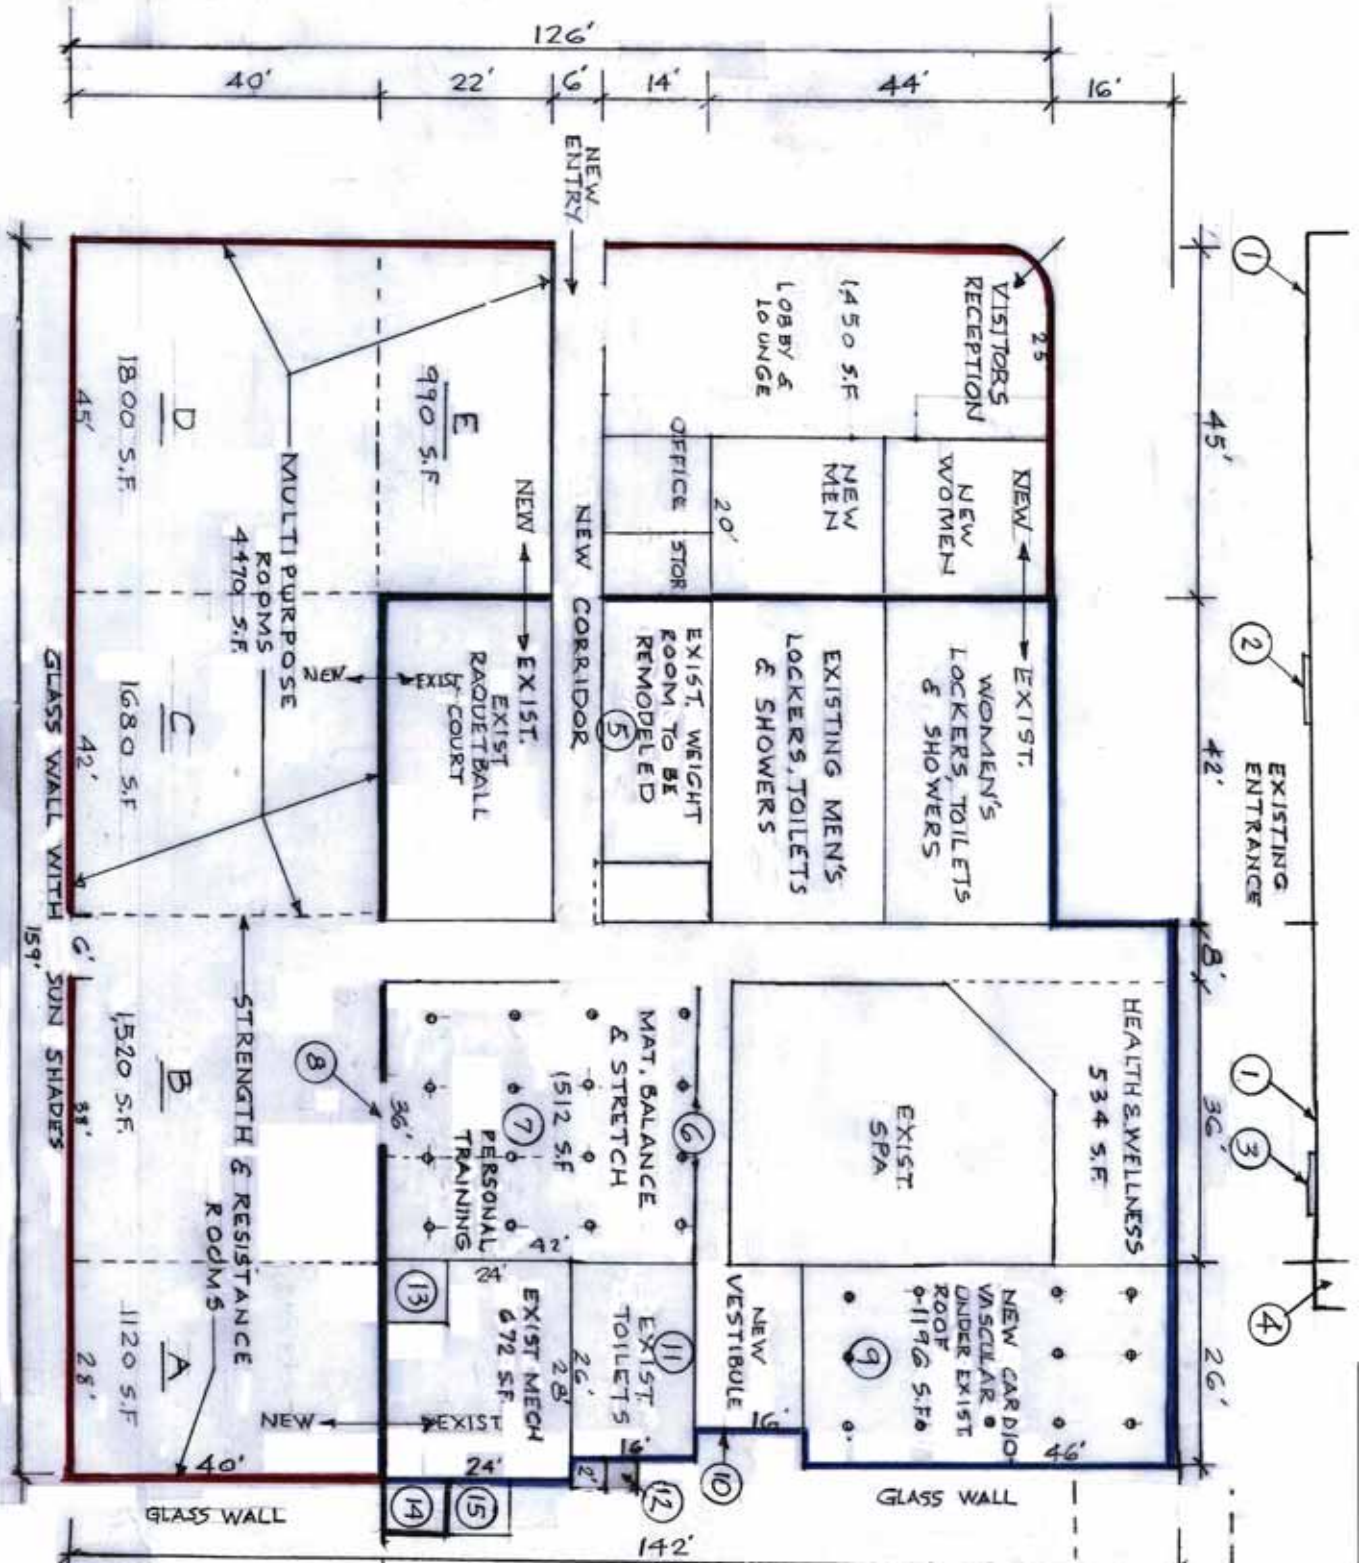 126'
40'
22'
6'
14'
44'
16'
NEW
ENTRY
VISITORS
RECEPTION
25'
1,450 S.F
LOBBY &
LOUNGE
OFFICE
STOR
20'
NEW
MEN
NEW
WOMEN
NEW
EXIST.
WOMEN'S
LOCKERS, TOILETS
& SHOWERS
EXISTING MEN'S
LOCKERS, TOILETS
& SHOWERS
EXIST. WEIGHT
ROOM TO BE
REMODELED
5
NEW CORRIDOR
NEW
EXIST.
EXIST
RAQUETBALL
COURT
NEW
EXIST
E
990 S.F
D
1800 S.F.
45'
MULTIPURPOSE
ROOMS
4470 S.F.
C
1680 S.F
42'
GLASS WALL WITH SUN SHADES
159'
6'
STRENGTH & RESISTANCE
ROOMS
B
1,520 S.F.
38'
A
1120 S.F
28'
40'
GLASS WALL
NEW
EXIST
8
36'
MAT, BALANCE
& STRETCH
1512 S.F
7
PERSONAL
TRAINING
42'
6
EXIST.
SPA
HEALTH & WELLNESS
534 S.F.
NEW CARDIO-
VASCULAR
UNDER EXIST
ROOF
1196 S.F.
9
46'
GLASS WALL
NEW
VESTIBULE
16'
10
11
EXIST.
TOILETS
26'
28'
16'
2'
12
EXIST MECH
672 S.F.
24'
24'
13
14
15
142'
45'
42'
8'
36'
26'
EXISTING
ENTRANCE
1
2
1
3
4